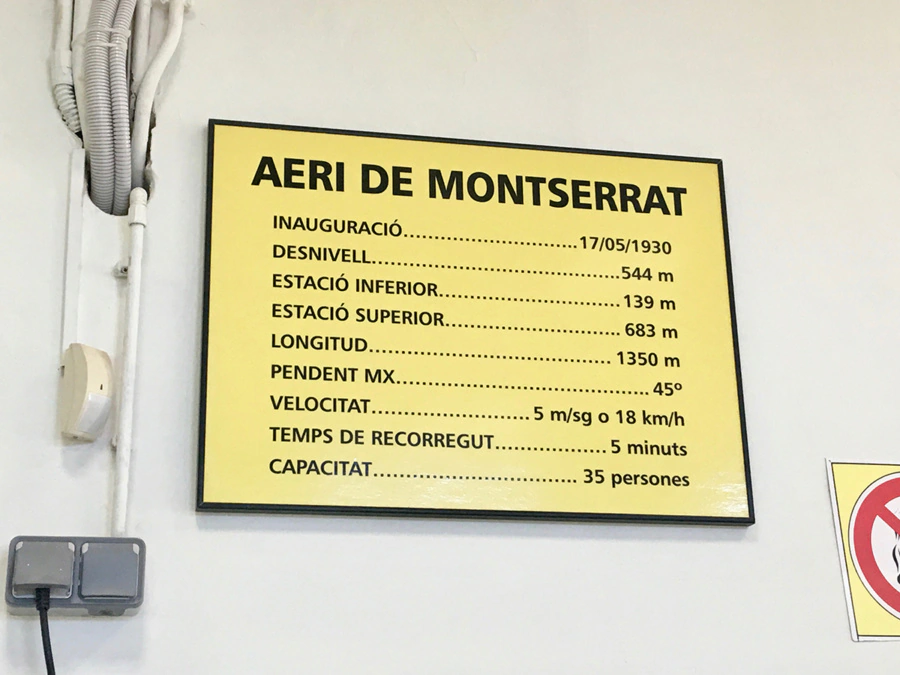 AERI DE MONTSERRAT
INAUGURACIÓ............................17/05/1930
DESNIVELL........................................544 m
ESTACIÓ INFERIOR.............................139 m
ESTACIÓ SUPERIOR............................ 683 m
LONGITUD....................................... 1350 m
PENDENT MX.........................................45º
VELOCITAT.........................5 m/sg o 18 km/h
TEMPS DE RECORREGUT..................5 minuts
CAPACITAT................................ 35 persones